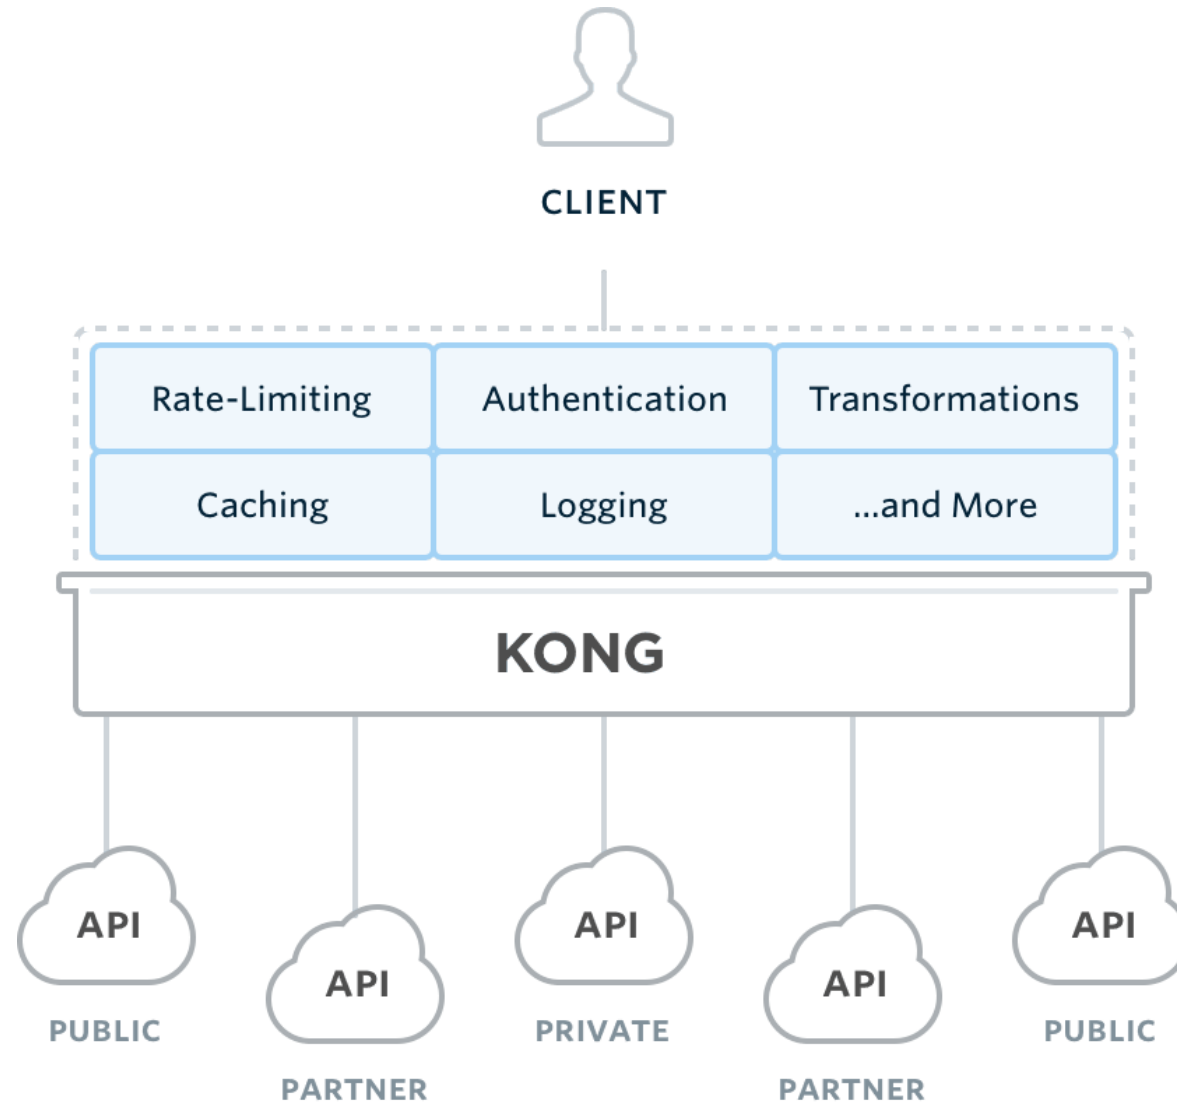 CLIENT
Rate-Limiting Authentication Transformations
Caching Logging ...and More
KONG
API API API
API API
PUBLIC PRIVATE PUBLIC
PARTNER PARTNER